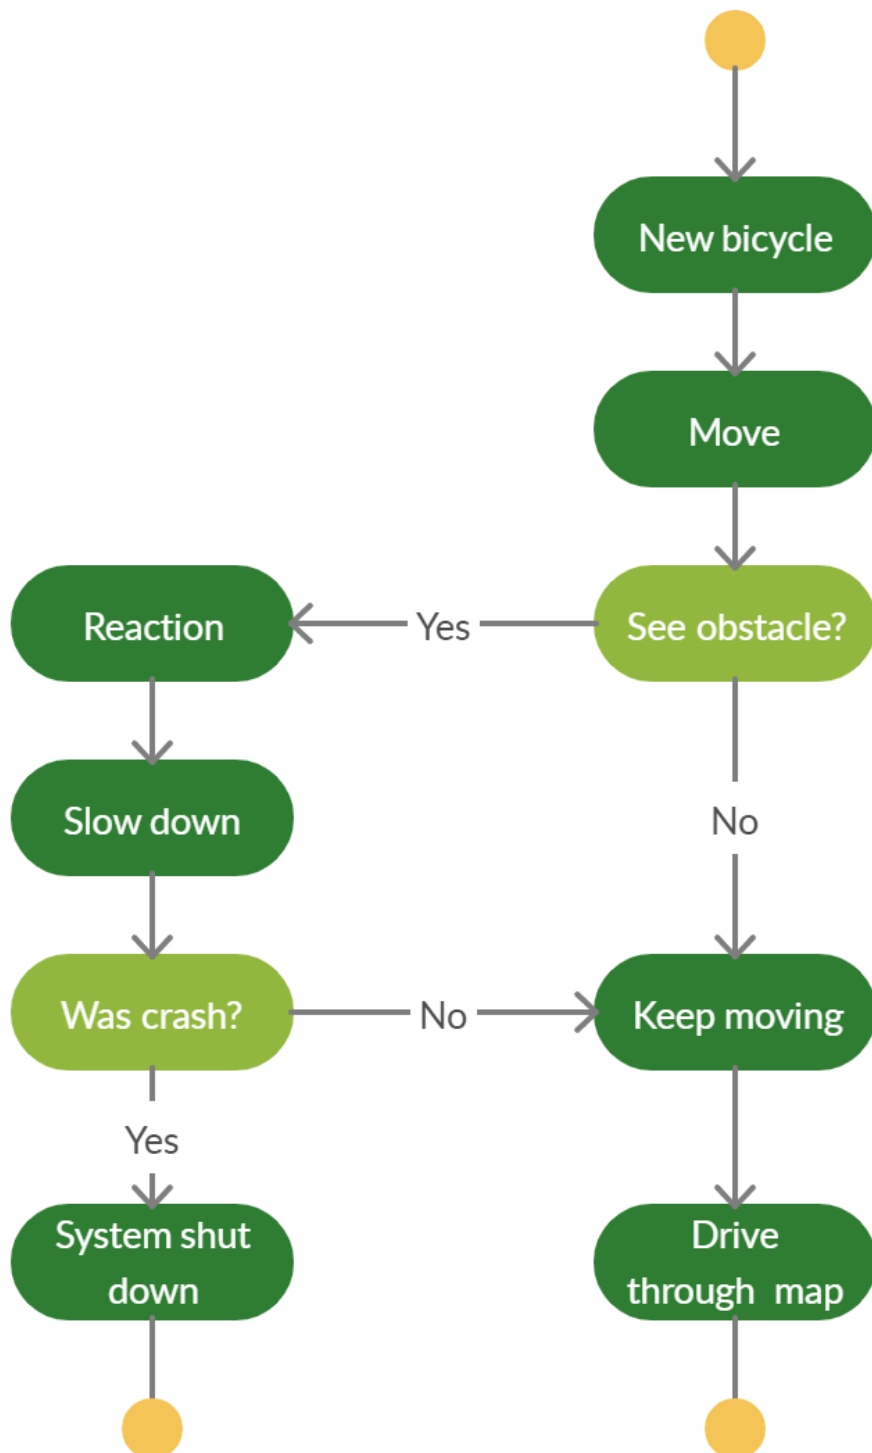 New bicycle
Move
Reaction
Yes
See obstacle?
Slow down
No
Was crash?
No
Keep moving
Yes
System shut
down
Drive
through map